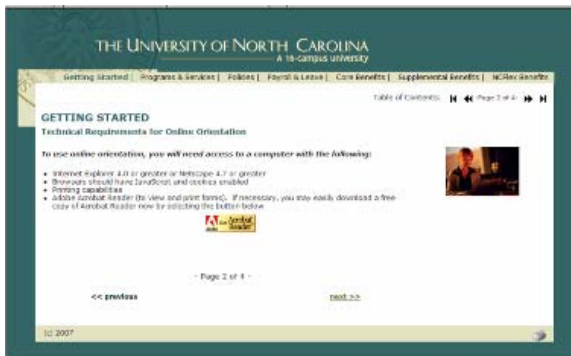 THE UNIVERSITY OF NORTH CAROLINA
A 16-campus university
Getting Started | Programs & Services | Policies | Payroll & Leave | Core Benefits | Supplemental Benefits | NCFlex Benefits
Table of Contents: Page 2 of 4
GETTING STARTED
Technical Requirements for Online Orientation
To use online orientation, you will need access to a computer with the following:
• Internet Explorer 4.0 or greater or Netscape 4.7 or greater
• Browsers should have JavaScript and cookies enabled
• Printing capabilities
• Adobe Acrobat Reader (to view and print forms). If necessary, you may easily download a free
copy of Acrobat Reader now by selecting the button below
Get Acrobat
Reader
- Page 2 of 4 -
<< previous next >>
(c) 2007